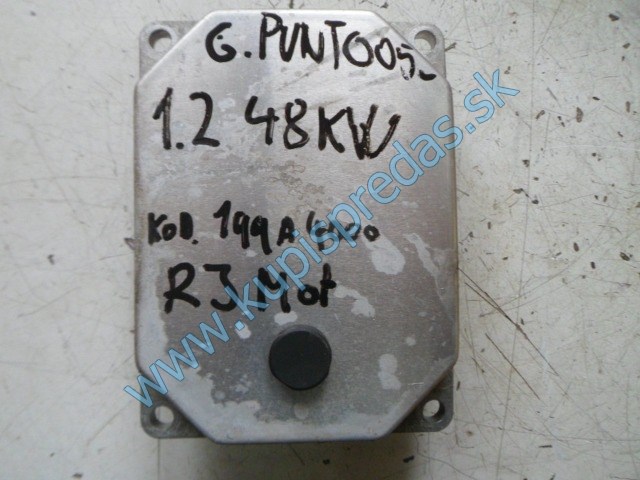 G.PUNTO 05-
1.2 48KW
KOD. 199A4000
RJ Mot
www.kupispredas.sk